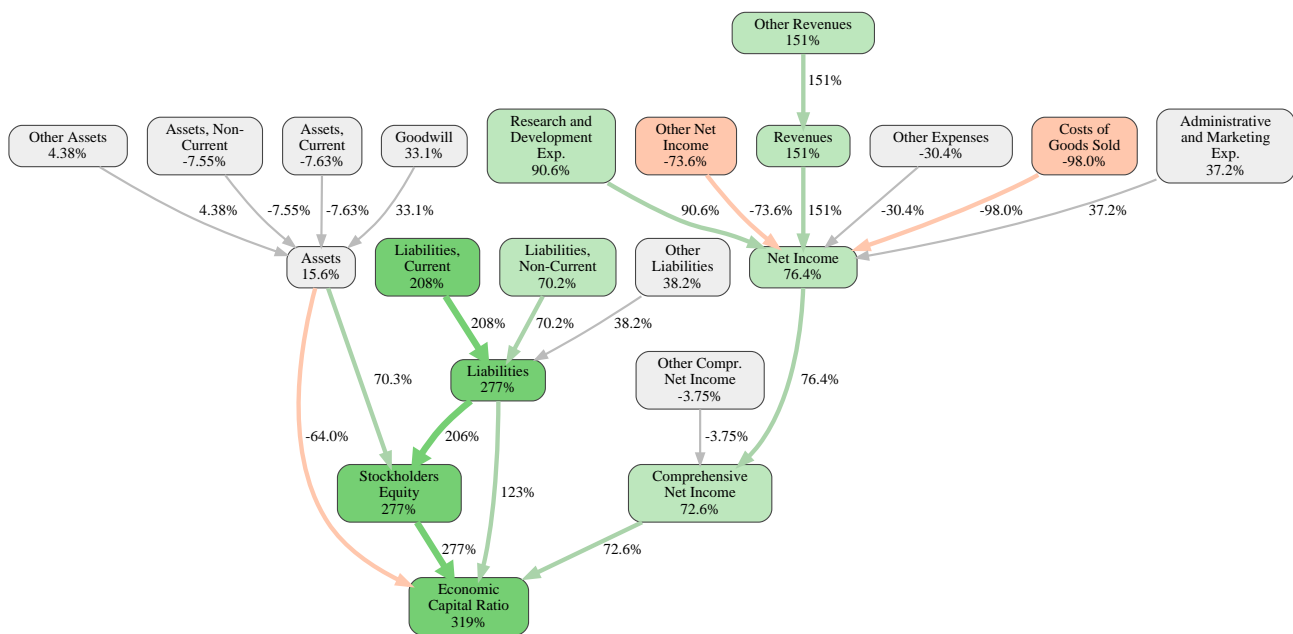 Other Revenues
151%
151%
Other Assets
4.38%
Assets, Non-
Current
-7.55%
Assets,
Current
-7.63%
Goodwill
33.1%
Research and
Development
Exp.
90.6%
Other Net
Income
-73.6%
Revenues
151%
Other Expenses
-30.4%
Costs of
Goods Sold
-98.0%
Administrative
and Marketing
Exp.
37.2%
4.38%
-7.55%
-7.63%
33.1%
90.6%
-73.6%
151%
-30.4%
-98.0%
37.2%
Assets
15.6%
Liabilities,
Current
208%
Liabilities,
Non-Current
70.2%
Other
Liabilities
38.2%
Net Income
76.4%
208%
70.2%
38.2%
70.3%
Liabilities
277%
Other Compr.
Net Income
-3.75%
76.4%
-64.0%
206%
-3.75%
Stockholders
Equity
277%
123%
Comprehensive
Net Income
72.6%
277%
72.6%
Economic
Capital Ratio
319%